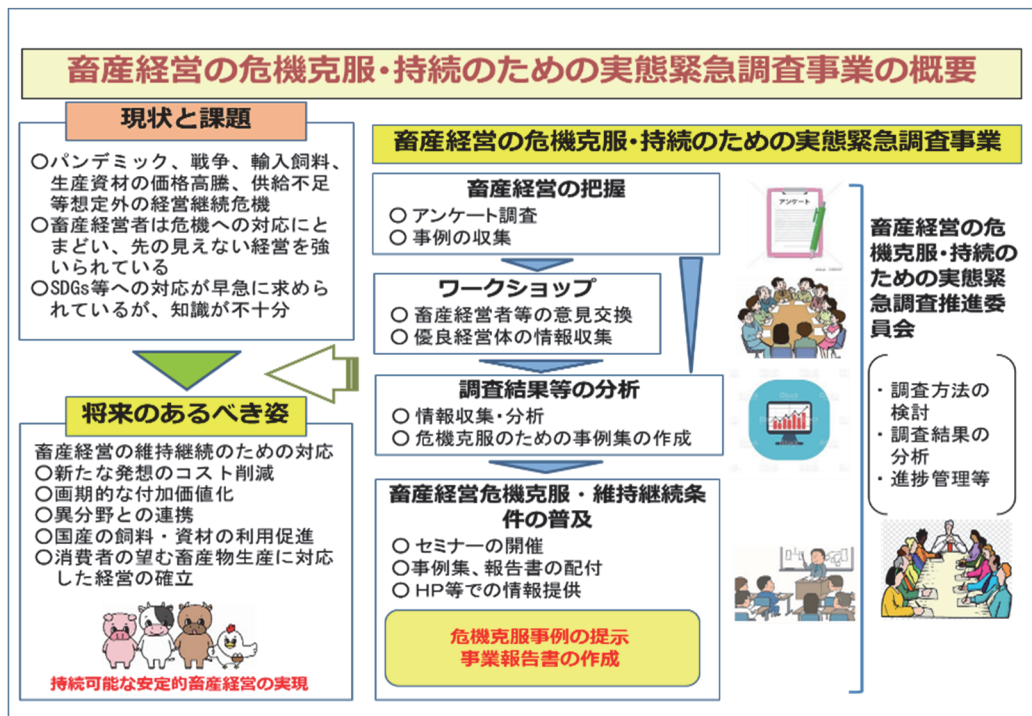 畜産経営の危機克服・持続のための実態緊急調査事業の概要
現状と課題
○パンデミック、戦争、輸入飼料、
生産資材の価格高騰、供給不足
等想定外の経営継続危機
○畜産経営者は危機への対応にと
まどい、先の見えない経営を強
いられている
○SDGs等への対応が早急に求めら
れているが、知識が不十分
将来のあるべき姿
畜産経営の維持継続のための対応
○新たな発想のコスト削減
○画期的な付加価値化
○異分野との連携
○国産の飼料・資材の利用促進
○消費者の望む畜産物生産に対応
した経営の確立
持続可能な安定的畜産経営の実現
畜産経営の危機克服・持続のための実態緊急調査事業
畜産経営の把握
○ アンケート調査
○ 事例の収集
アンケート
ワークショップ
○ 畜産経営者等の意見交換
○ 優良経営体の情報収集
調査結果等の分析
○ 情報収集・分析
○ 危機克服のための事例集の作成
畜産経営危機克服・維持継続条
件の普及
○ セミナーの開催
○ 事例集、報告書の配付
○ HP等での情報提供
危機克服事例の提示
事業報告書の作成
畜産経営の危
機克服・持続の
ための実態緊
急調査推進委
員会
・調査方法の
検討
・調査結果の
分析
・進捗管理等